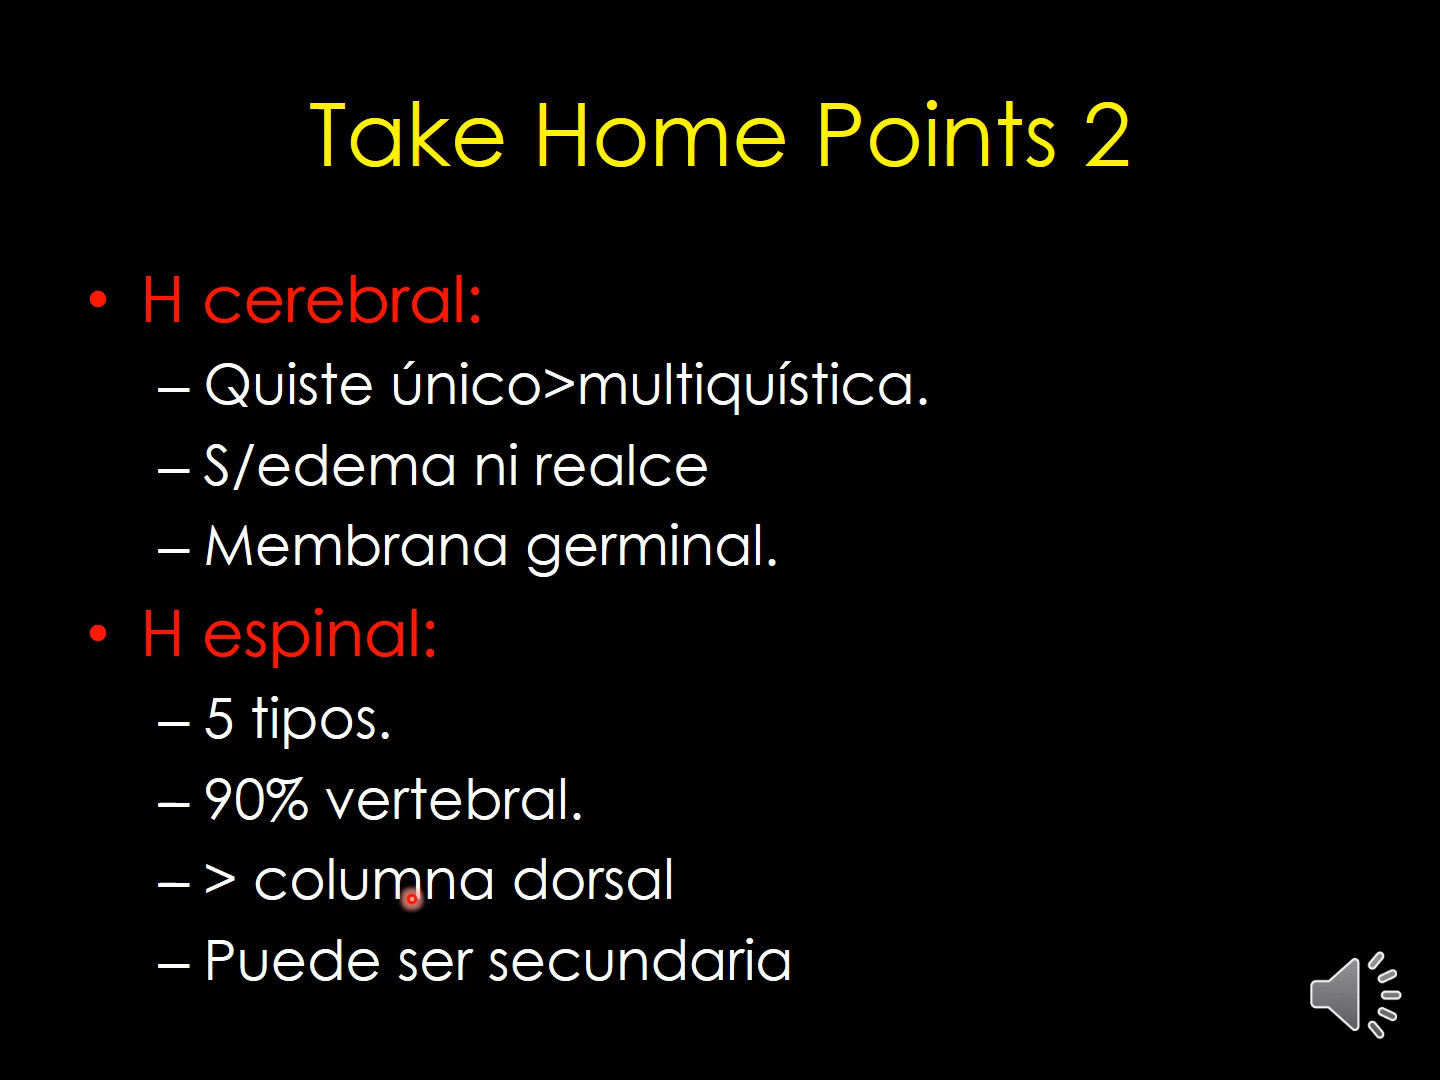 Take Home Points 2
• H cerebral:
– Quiste único>multiquística.
– S/edema ni realce
– Membrana germinal.
• H espinal:
– 5 tipos.
– 90% vertebral.
– > columna dorsal
– Puede ser secundaria